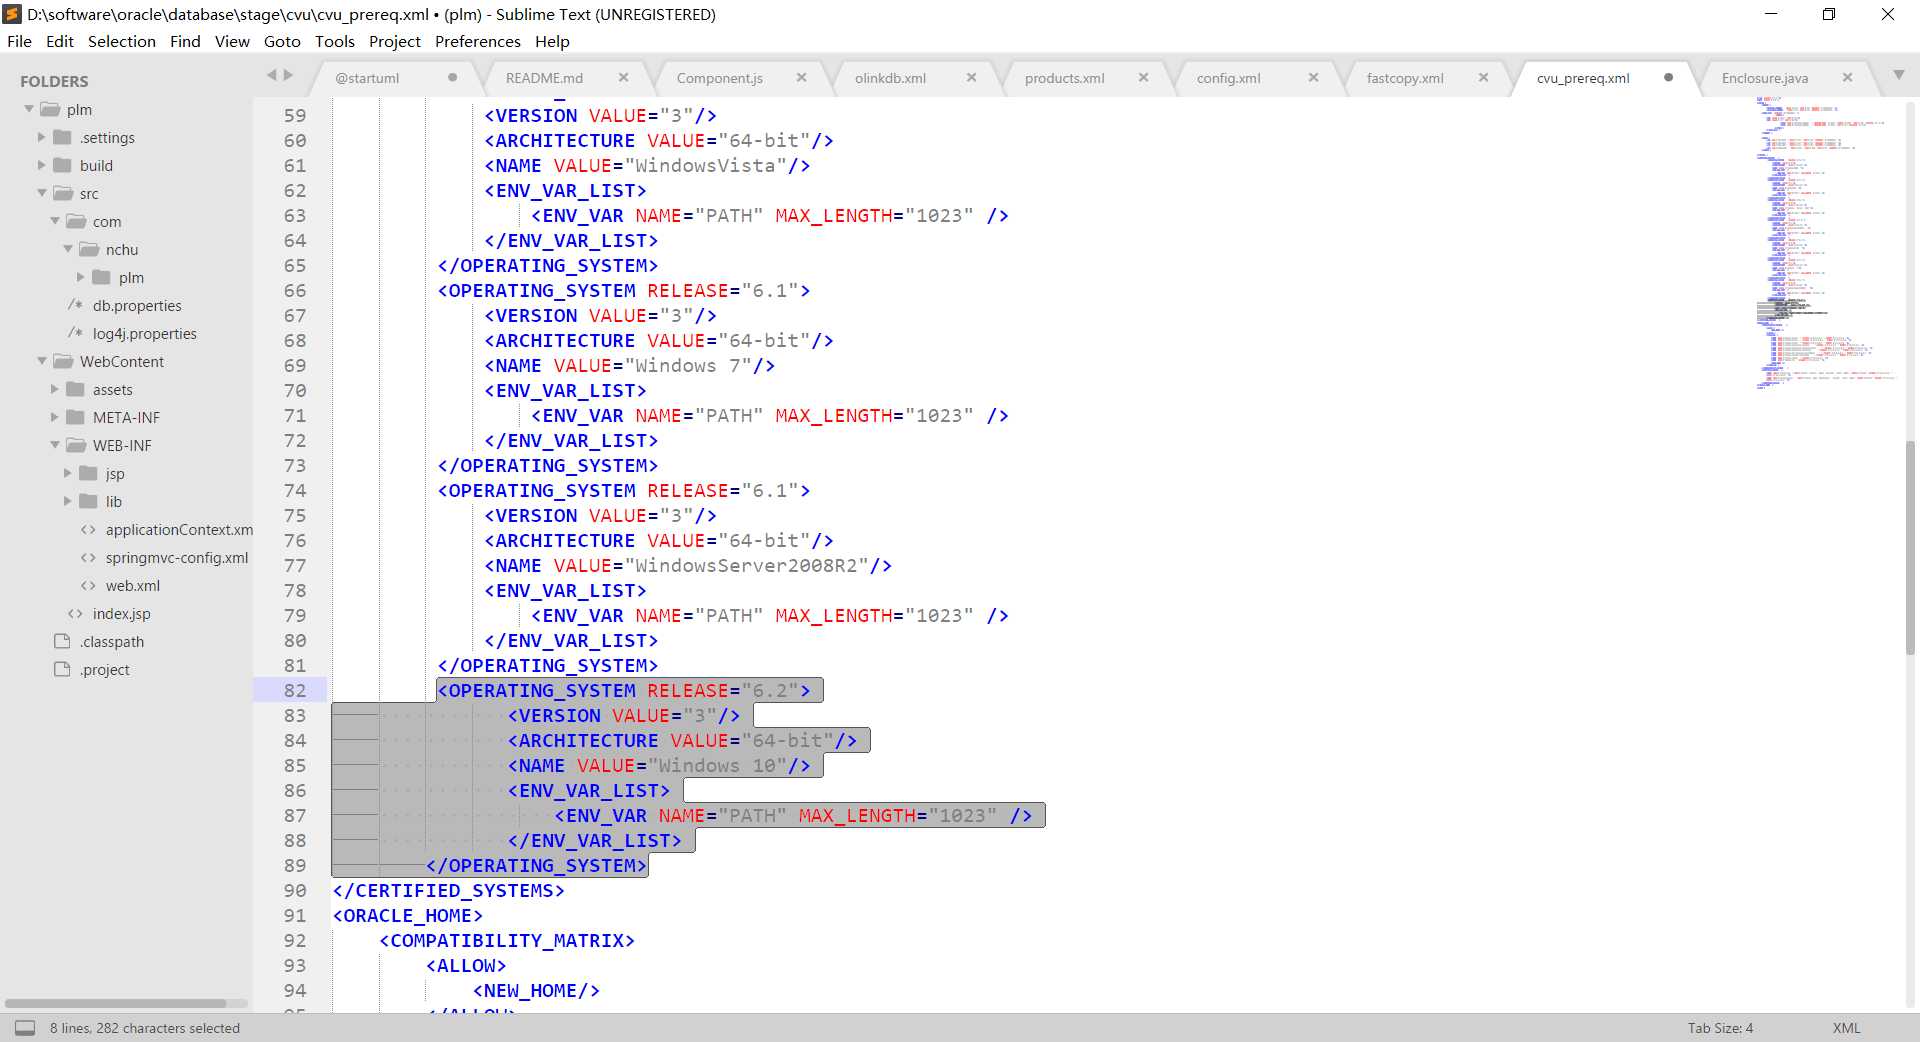 D:\software\oracle\database\stage\cvu\cvu_prereq.xml • (plm) - Sublime Text (UNREGISTERED)
File Edit Selection Find View Goto Tools Project Preferences Help
FOLDERS
plm
.settings
build
src
com
nchu
plm
/* db.properties
/* log4j.properties
WebContent
assets
META-INF
WEB-INF
jsp
lib
<> applicationContext.xm
<> springmvc-config.xml
<> web.xml
<> index.jsp
.classpath
.project
@startuml README.md Component.js olinkdb.xml products.xml config.xml fastcopy.xml cvu_prereq.xml Enclosure.java
59 <VERSION VALUE="3"/>
60 <ARCHITECTURE VALUE="64-bit"/>
61 <NAME VALUE="WindowsVista"/>
62 <ENV_VAR_LIST>
63 <ENV_VAR NAME="PATH" MAX_LENGTH="1023" />
64 </ENV_VAR_LIST>
65 </OPERATING_SYSTEM>
66 <OPERATING_SYSTEM RELEASE="6.1">
67 <VERSION VALUE="3"/>
68 <ARCHITECTURE VALUE="64-bit"/>
69 <NAME VALUE="Windows 7"/>
70 <ENV_VAR_LIST>
71 <ENV_VAR NAME="PATH" MAX_LENGTH="1023" />
72 </ENV_VAR_LIST>
73 </OPERATING_SYSTEM>
74 <OPERATING_SYSTEM RELEASE="6.1">
75 <VERSION VALUE="3"/>
76 <ARCHITECTURE VALUE="64-bit"/>
77 <NAME VALUE="WindowsServer2008R2"/>
78 <ENV_VAR_LIST>
79 <ENV_VAR NAME="PATH" MAX_LENGTH="1023" />
80 </ENV_VAR_LIST>
81 </OPERATING_SYSTEM>
82 <OPERATING_SYSTEM RELEASE="6.2">
83 <VERSION VALUE="3"/>
84 <ARCHITECTURE VALUE="64-bit"/>
85 <NAME VALUE="Windows 10"/>
86 <ENV_VAR_LIST>
87 <ENV_VAR NAME="PATH" MAX_LENGTH="1023" />
88 </ENV_VAR_LIST>
89 </OPERATING_SYSTEM>
90 </CERTIFIED_SYSTEMS>
91 <ORACLE_HOME>
92 <COMPATIBILITY_MATRIX>
93 <ALLOW>
94 <NEW_HOME/>
95 </ALLOW>
8 lines, 282 characters selected
Tab Size: 4
XML